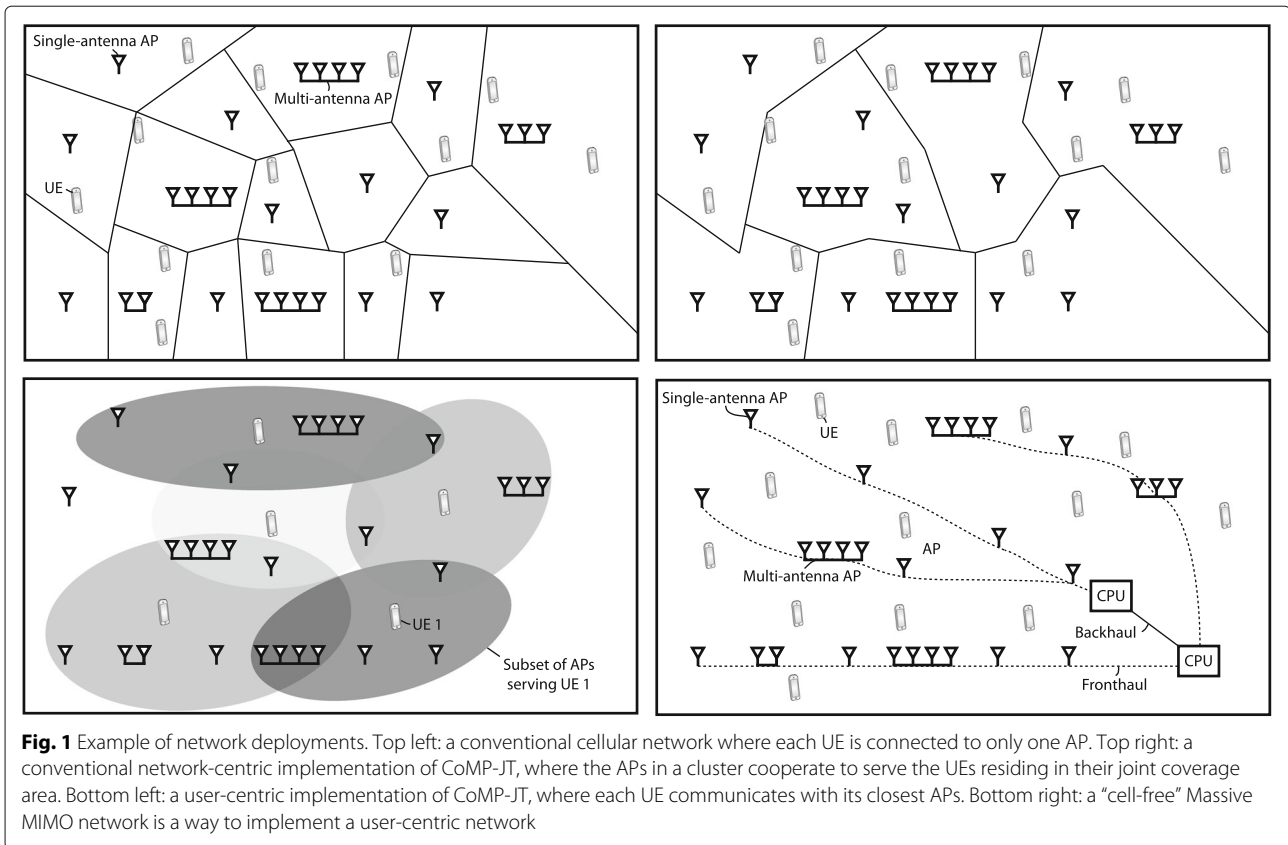 Single-antenna AP
Multi-antenna AP
UE
UE 1
Subset of APs
serving UE 1
Single-antenna AP
UE
AP
Multi-antenna AP
CPU
Backhaul
CPU
Fronthaul
Fig. 1 Example of network deployments. Top left: a conventional cellular network where each UE is connected to only one AP. Top right: a
conventional network-centric implementation of CoMP-JT, where the APs in a cluster cooperate to serve the UEs residing in their joint coverage
area. Bottom left: a user-centric implementation of CoMP-JT, where each UE communicates with its closest APs. Bottom right: a “cell-free” Massive
MIMO network is a way to implement a user-centric network